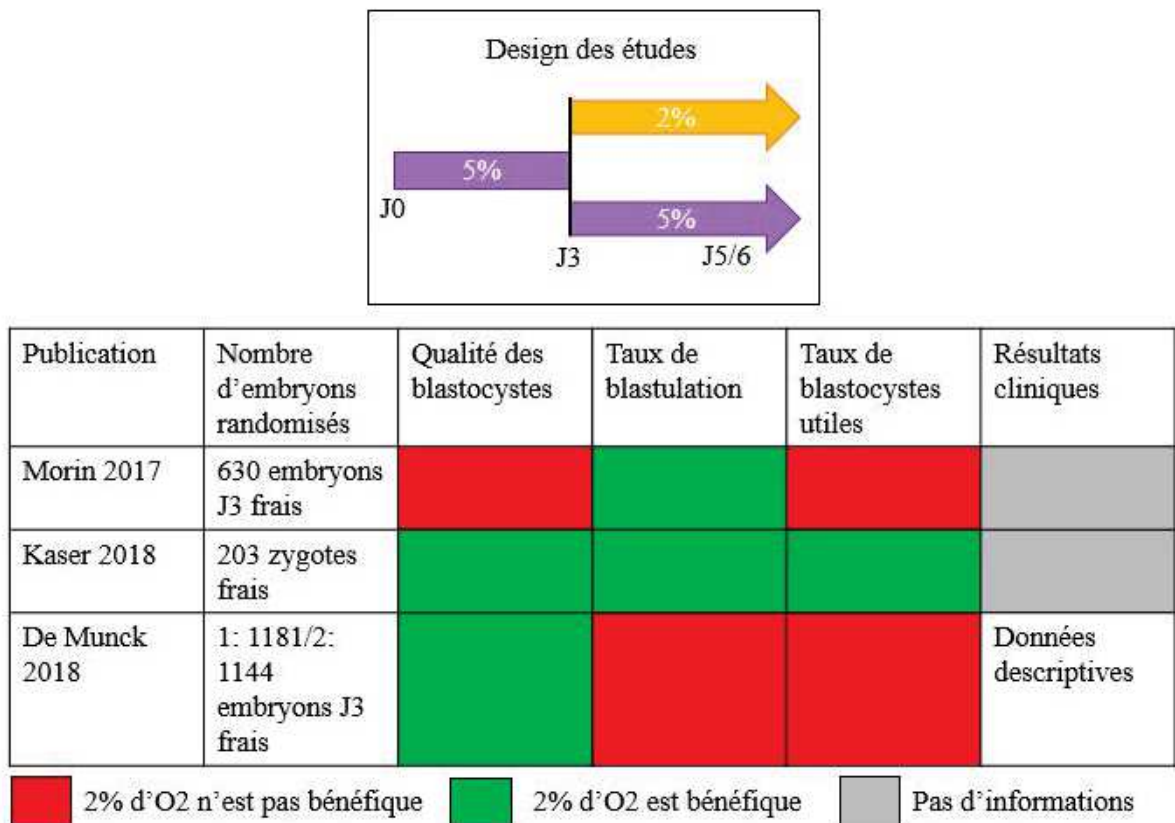 Design des études
2%
5%
J0
5%
J3
J5/6
Publication
Nombre
d’embryons
randomisés
Qualité des
blastocystes
Taux de
blastulation
Taux de
blastocystes
utiles
Résultats
cliniques
Morin 2017
630 embryons
J3 frais
Kaser 2018
203 zygotes
frais
De Munck
2018
1: 1181/2:
1144
embryons J3
frais
Données
descriptives
2% d’O2 n’est pas bénéfique
2% d’O2 est bénéfique
Pas d’informations